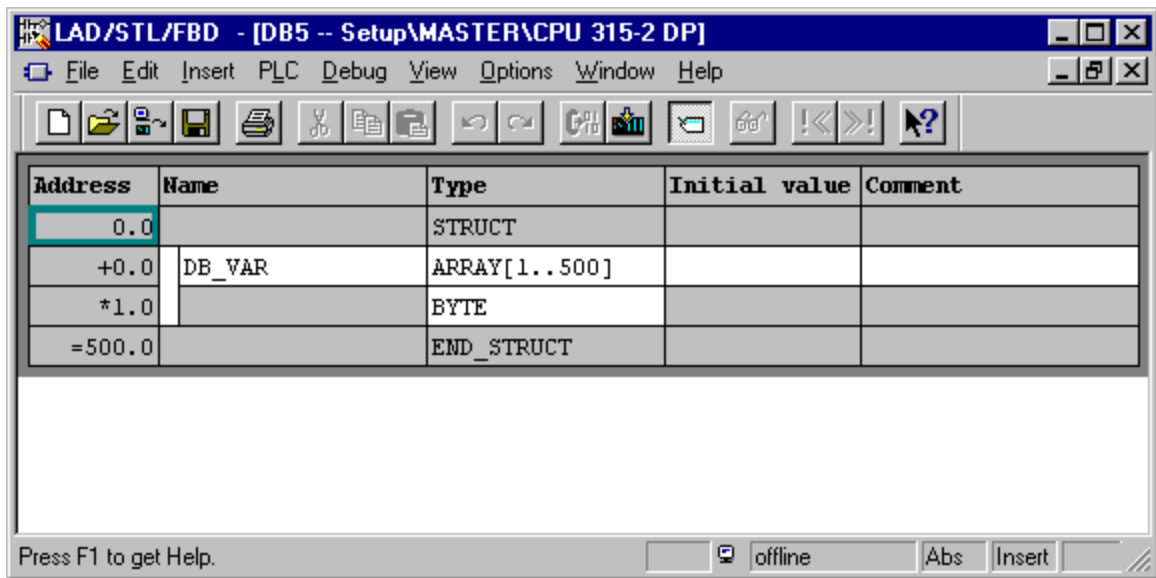 LAD/STL/FBD - [DB5 -- Setup\MASTER\CPU 315-2 DP]
File Edit Insert PLC Debug View Options Window Help
Address Name Type Initial value Comment
0.0 STRUCT
+0.0 DB_VAR ARRAY[1..500]
*1.0 BYTE
=500.0 END_STRUCT
Press F1 to get Help. offline Abs Insert